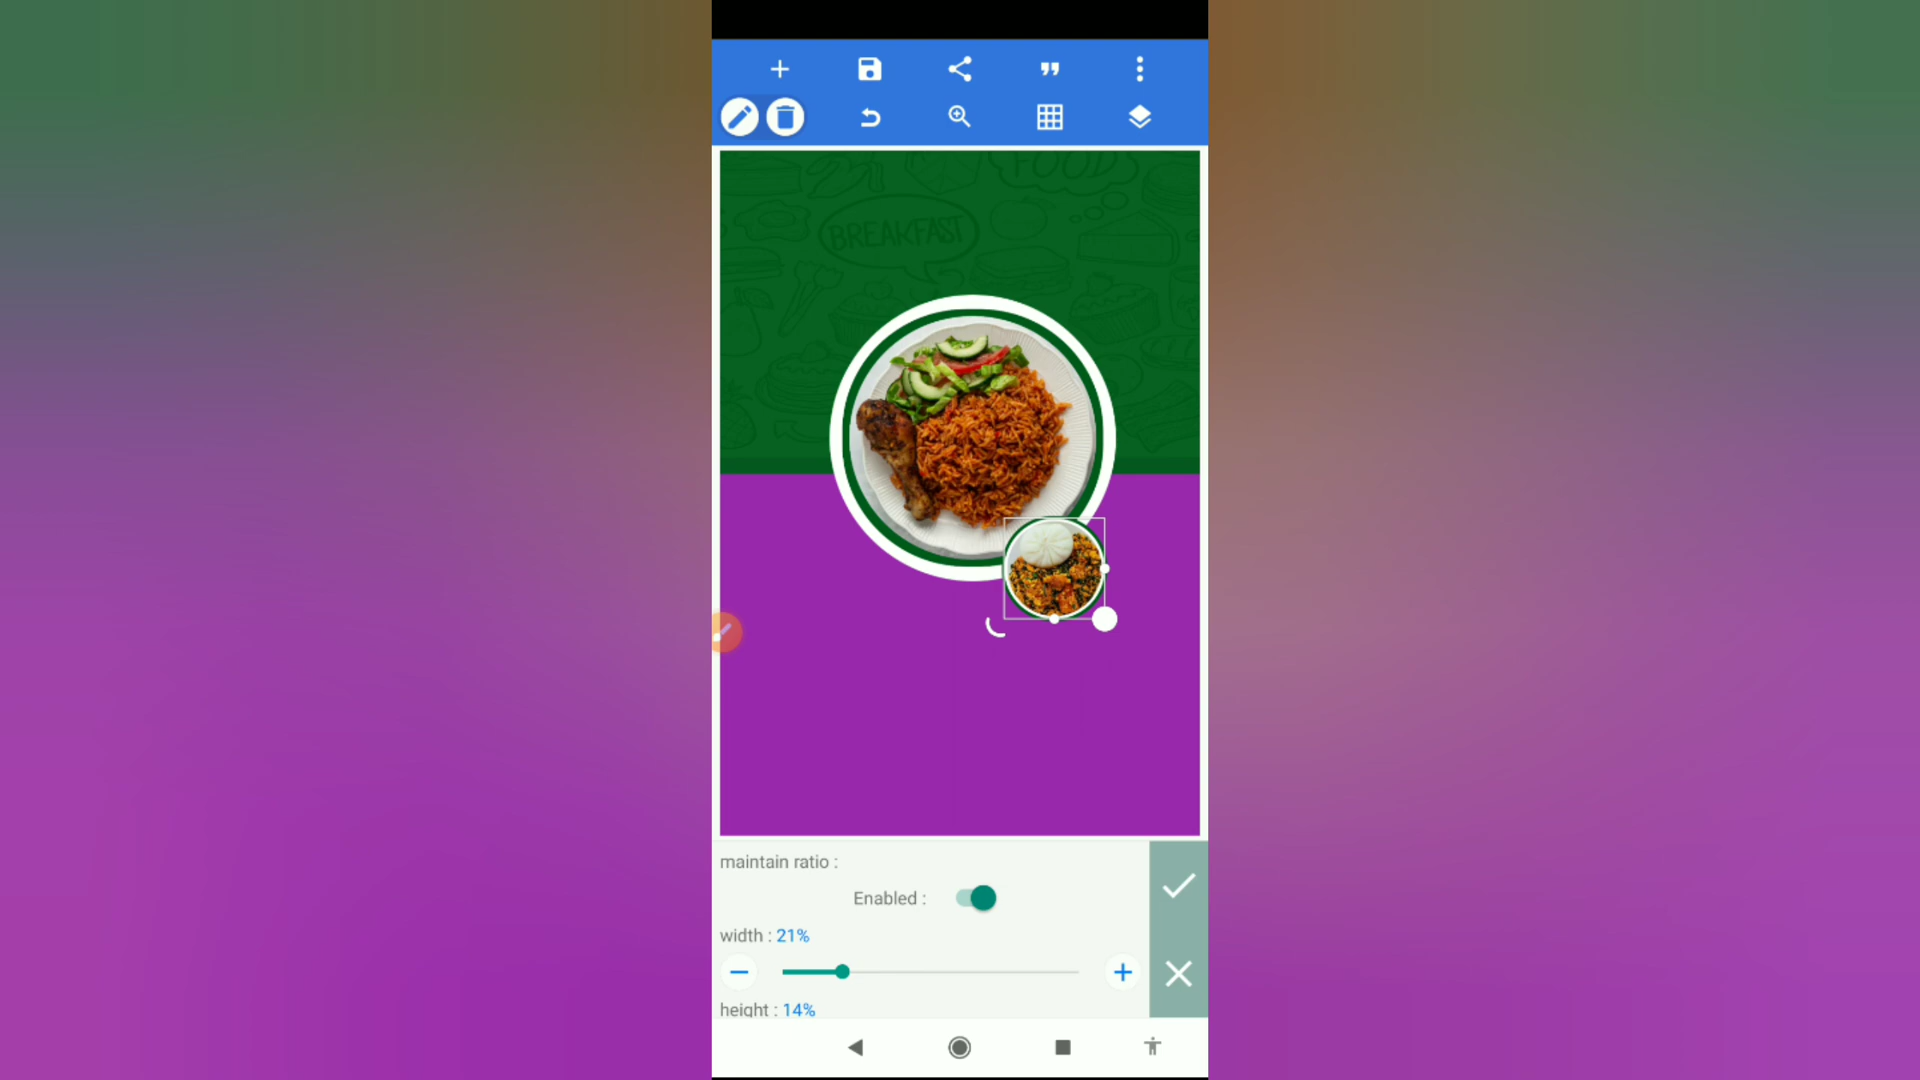 FOOD
BREAKFAST
maintain ratio :
Enabled :
width : 21%
height : 14%